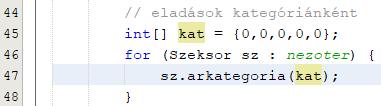 44 // eladások kategóriánként
45 int[] kat = {0,0,0,0,0};
46 for (Szeksor sz : nezoter) {
47 sz.arkategoria(kat);
48 }